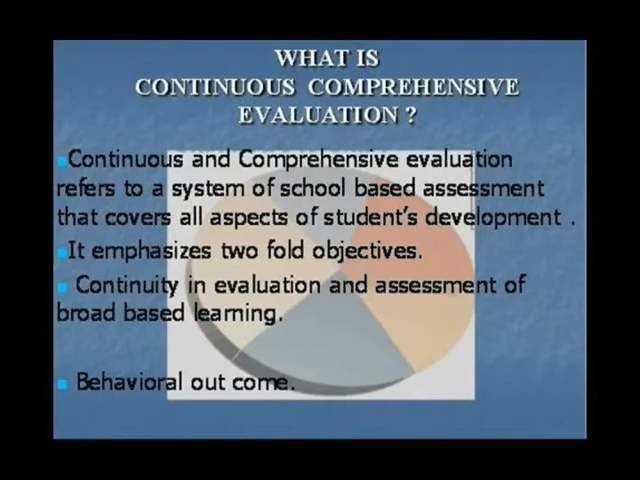 WHAT IS
CONTINUOUS COMPREHENSIVE
EVALUATION ?
Continuous and Comprehensive evaluation
refers to a system of school based assessment
that covers all aspects of student's development .
It emphasizes two fold objectives.
Continuity in evaluation and assessment of
broad based learning.
Behavioral out come.